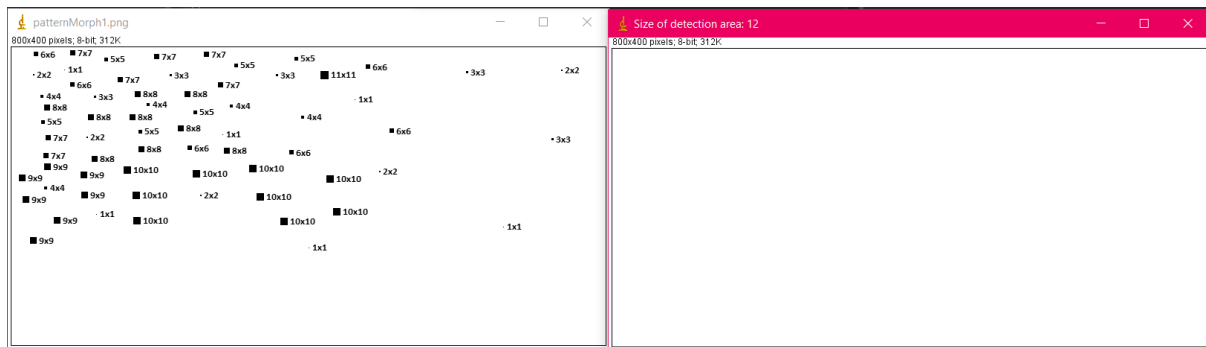 patternMorph1.png
800x400 pixels; 8-bit; 312K
6x6 7x7 5x5 7x7 7x7 5x5
1x1 5x5 6x6
2x2 3x3 3x3 11x11 3x3 2x2
6x6 7x7 7x7
4x4 3x3 8x8 8x8 1x1
8x8 4x4 4x4
5x5 8x8 8x8 5x5 4x4
7x7 2x2 5x5 8x8 1x1 6x6 3x3
7x7 8x8 8x8 6x6 8x8 6x6
9x9 10x10 10x10
9x9 9x9 10x10 10x10 2x2
4x4
9x9 9x9 10x10 2x2 10x10
9x9 1x1 10x10 10x10 10x10 1x1
9x9 1x1
Size of detection area: 12
800x400 pixels; 8-bit; 312K